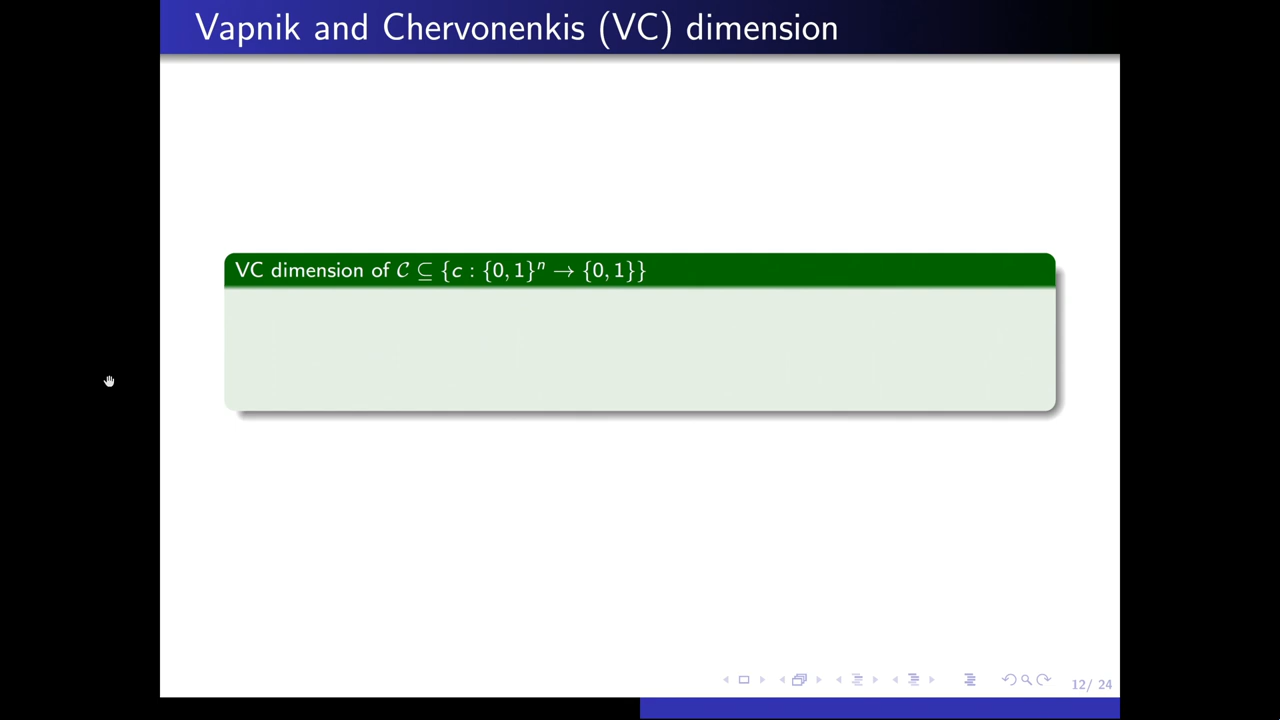 Vapnik and Chervonenkis (VC) dimension
VC dimension of 𝒞 ⊆ {c : {0, 1}ⁿ → {0, 1}}
12/ 24